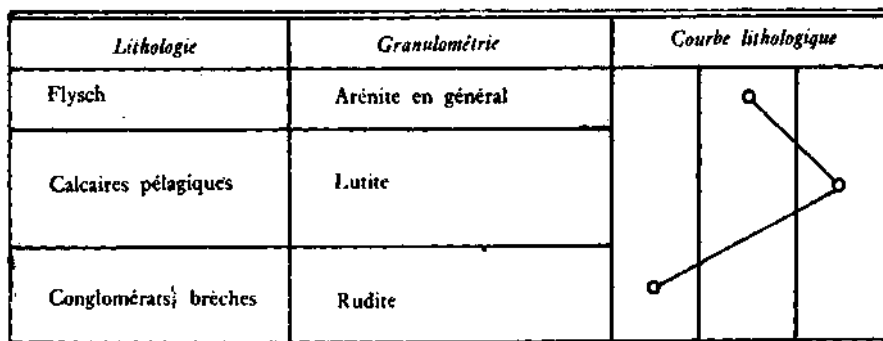 Lithologie Granulométrie Courbe lithologique
Flysch Arénite en général
Calcaires pélagiques Lutite
Conglomérats, brèches Rudite